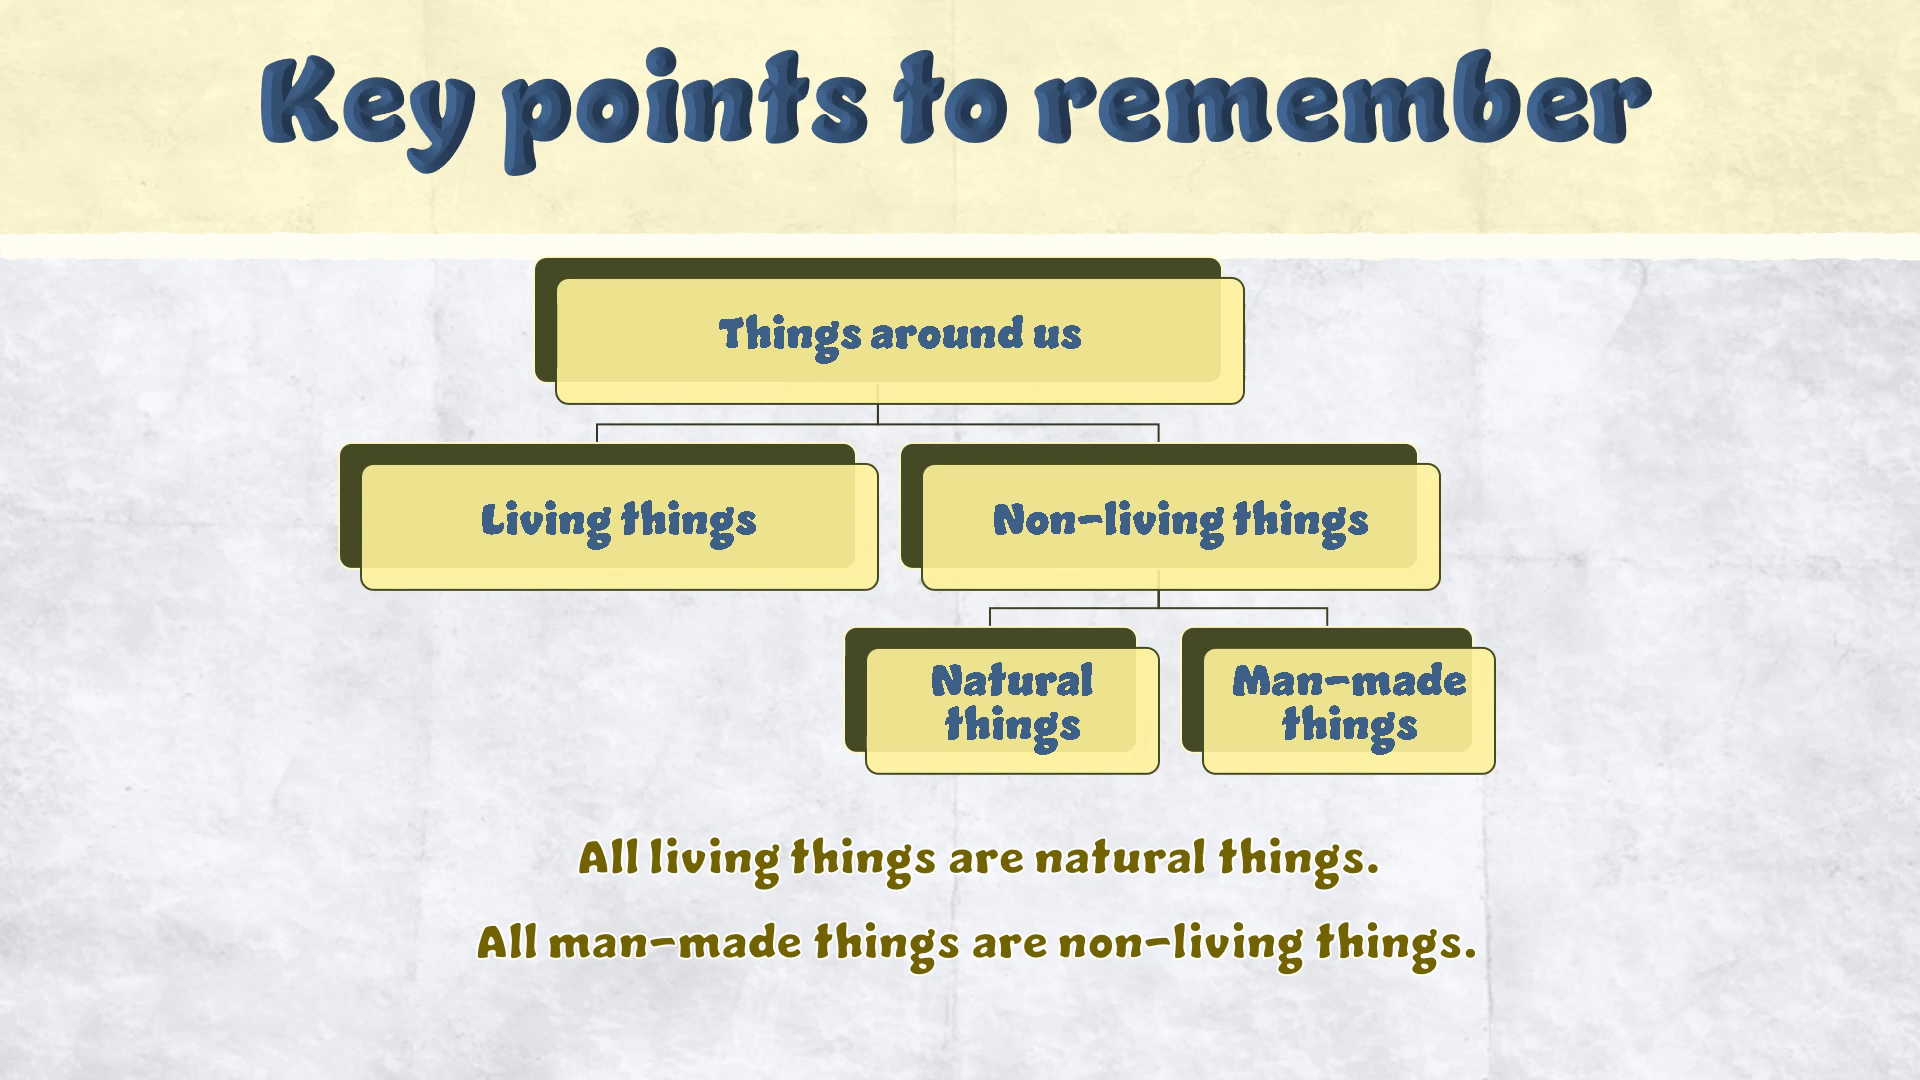 Key points to remember
Things around us
Living things
Non-living things
Natural
things
Man-made
things
All living things are natural things.
All man-made things are non-living things.